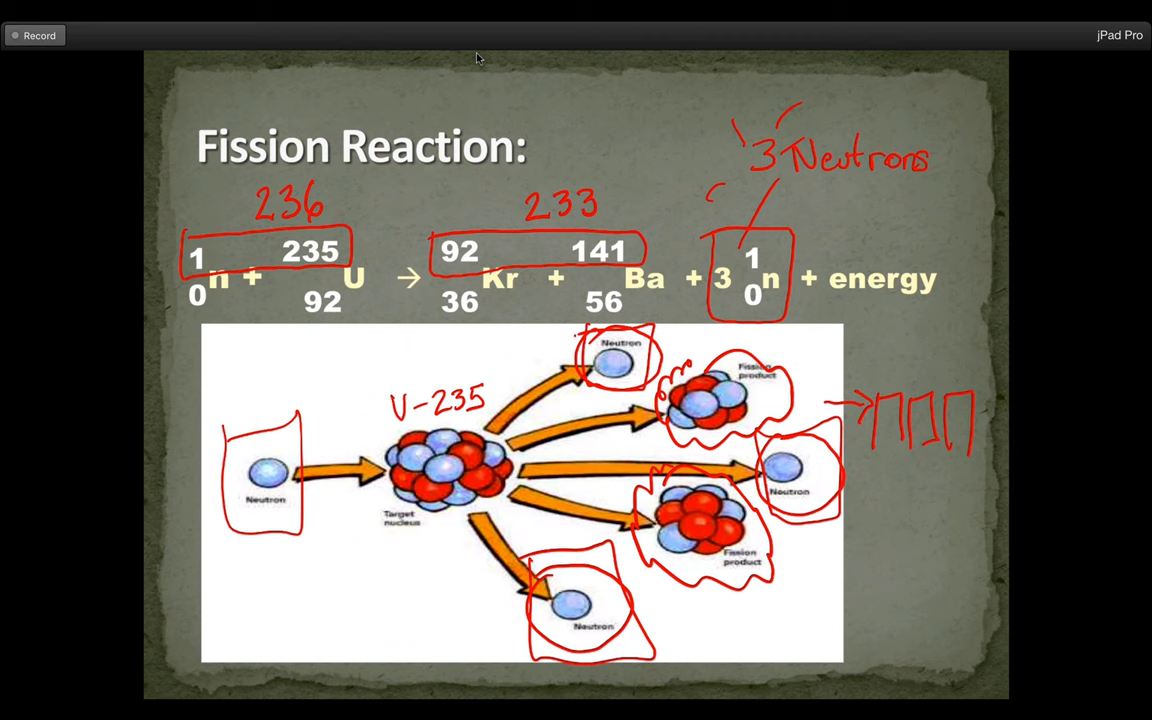 Record
jPad Pro
Fission Reaction:
3 Neutrons
236
233
1 235 92 141 1
n + U → Kr + Ba + 3 n + energy
0 92 36 56 0
Neutron
Fission
product
U-235
Neutron
Target
nucleus
Neutron
Fission
product
Neutron